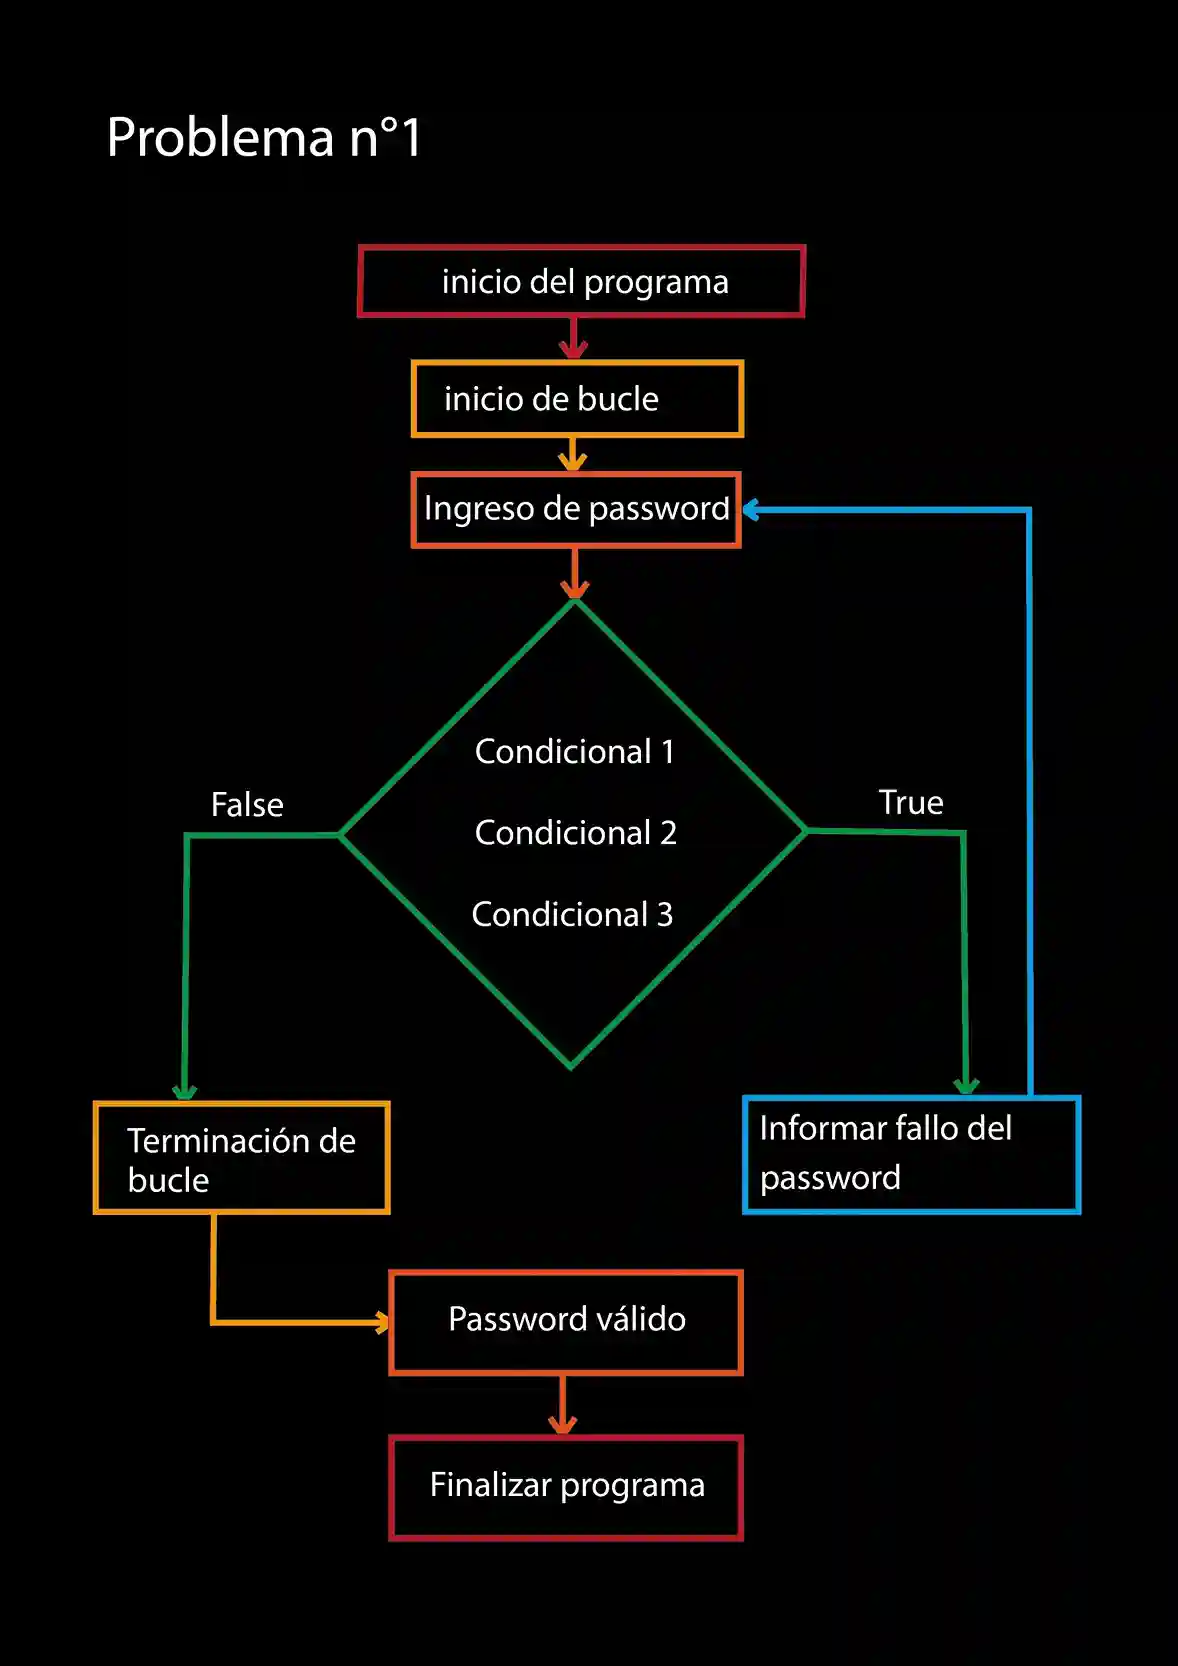 Problema n°1
inicio del programa
inicio de bucle
Ingreso de password
Condicional 1
Condicional 2
Condicional 3
False
True
Terminación de
bucle
Informar fallo del
password
Password válido
Finalizar programa